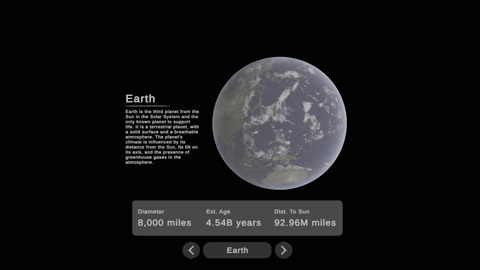 Earth
Earth is the third planet from the
Sun in the Solar System and the
only known planet to support
life. It is a terrestrial planet, with
a solid surface and a breathable
atmosphere. The planet's
climate is influenced by its
distance from the Sun, its tilt on
its axis, and the presence of
greenhouse gases in the
atmosphere.
Diameter Est. Age Dist. To Sun
8,000 miles 4.54B years 92.96M miles
Earth